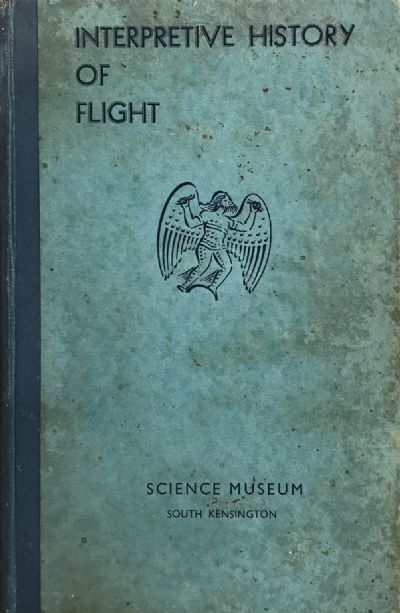 INTERPRETIVE HISTORY
OF
FLIGHT
SCIENCE MUSEUM
SOUTH KENSINGTON